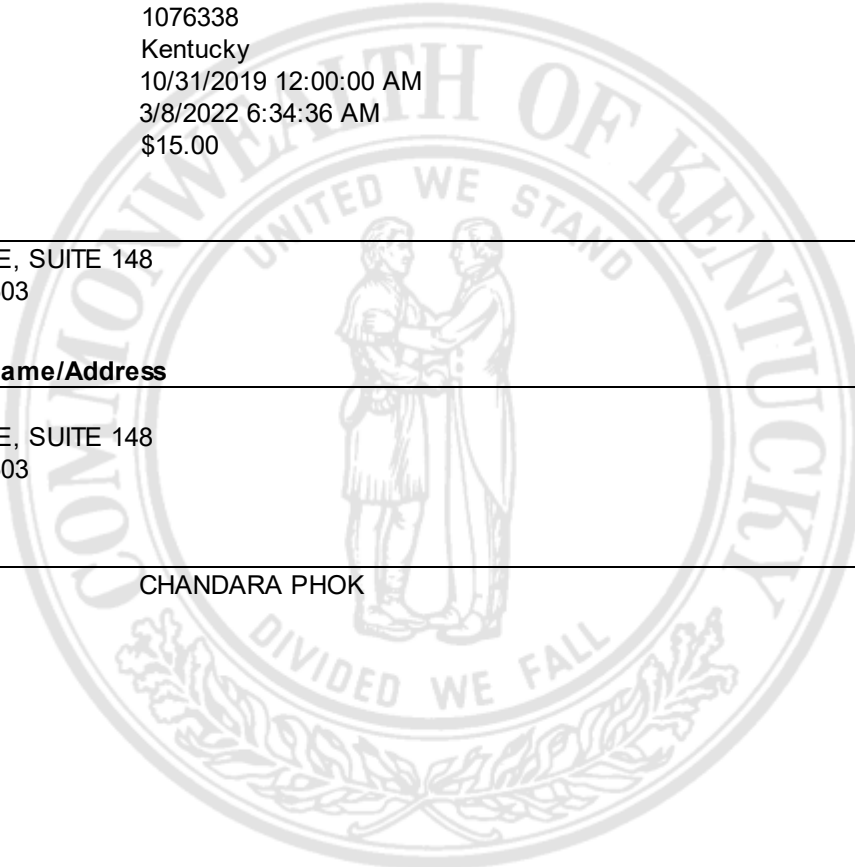 1076338
Kentucky
10/31/2019 12:00:00 AM
3/8/2022 6:34:36 AM
$15.00
COMMONWEALTH OF KENTUCKY
UNITED WE STAND
E, SUITE 148
03
ame/Address
E, SUITE 148
03
CHANDARA PHOK
DIVIDED WE FALL